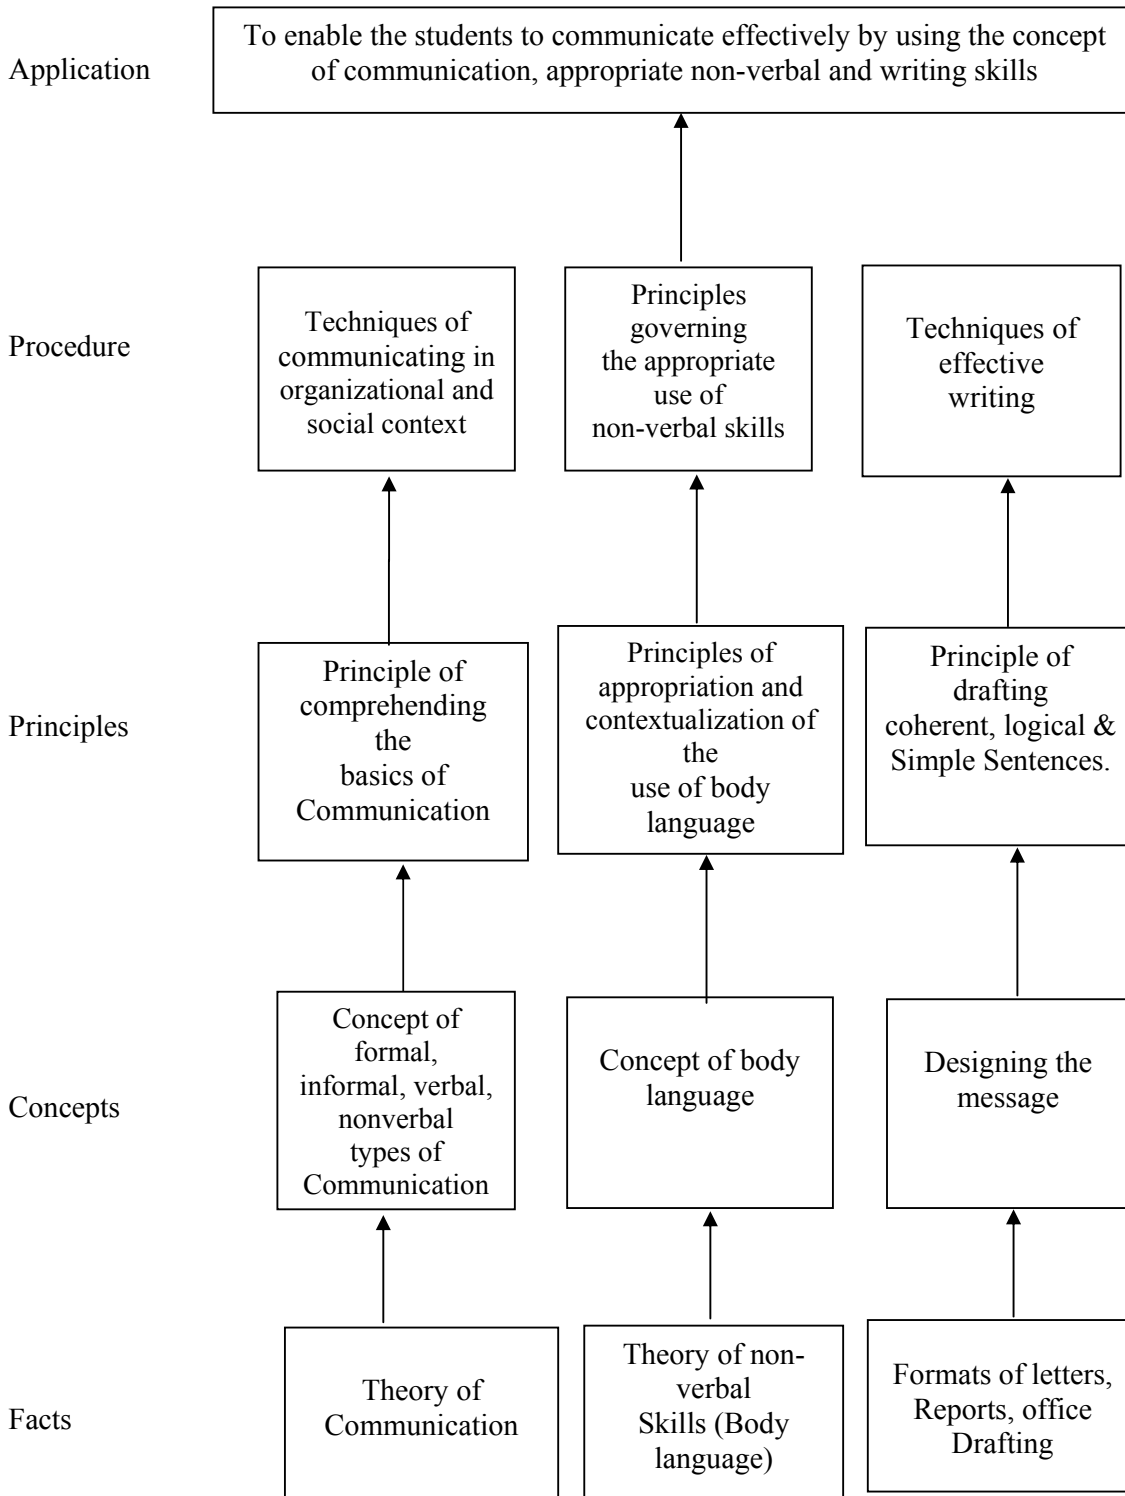 To enable the students to communicate effectively by using the concept
of communication, appropriate non-verbal and writing skills
Application
Procedure
Techniques of
communicating in
organizational and
social context
Principles
governing
the appropriate
use of
non-verbal skills
Techniques of
effective
writing
Principles
Principle of
comprehending
the
basics of
Communication
Principles of
appropriation and
contextualization of
the
use of body
language
Principle of
drafting
coherent, logical &
Simple Sentences.
Concepts
Concept of
formal,
informal, verbal,
nonverbal
types of
Communication
Concept of body
language
Designing the
message
Facts
Theory of
Communication
Theory of non-
verbal
Skills (Body
language)
Formats of letters,
Reports, office
Drafting